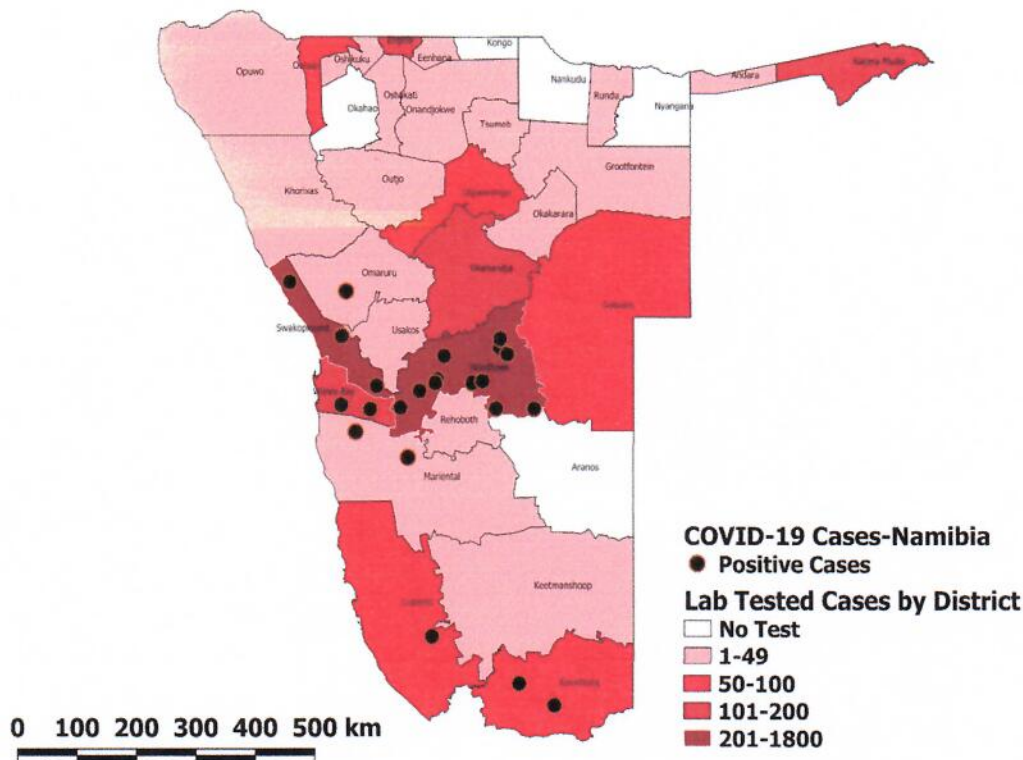 Kongo
Oshikuku
Eenhana
Opuwo
Andara
Nankudu
Oshakati
Runda
Okahao
Onandjokwe
Nyangana
Tsumeb
Grootfontein
Outjo
Khorixas
Okakarara
Omaruru
Swakopmund
Usakos
Rehoboth
Aranos
Mariental
Keetmanshoop
COVID-19 Cases-Namibia
Positive Cases
Lab Tested Cases by District
No Test
1-49
50-100
101-200
201-1800
0 100 200 300 400 500 km